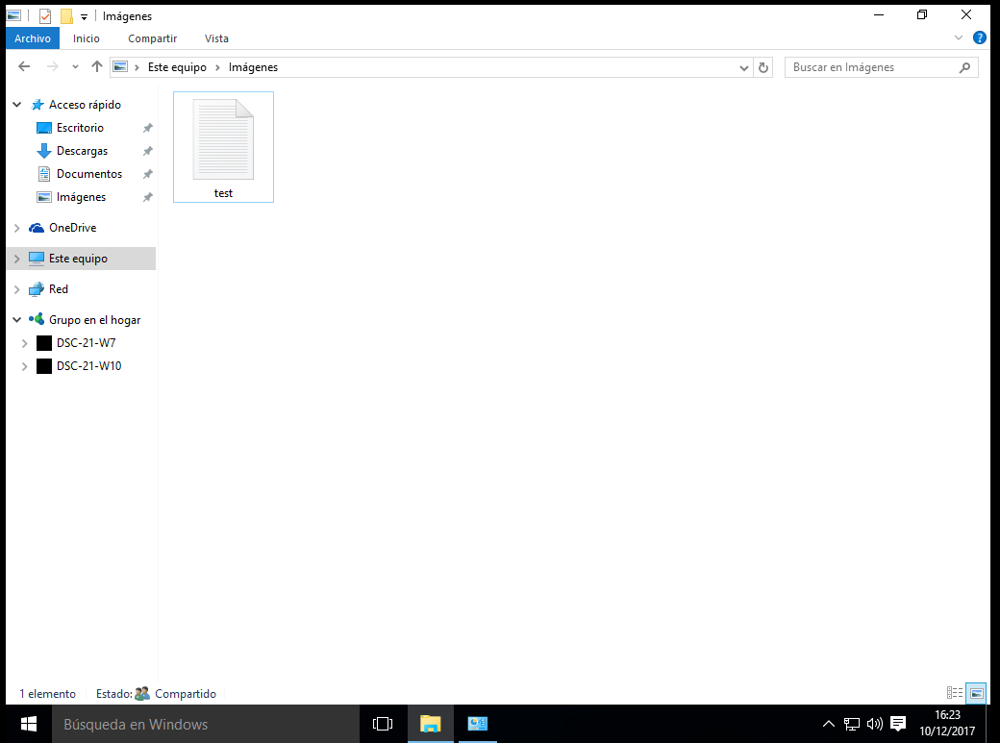 Imágenes
Archivo Inicio Compartir Vista
Este equipo Imágenes Buscar en Imágenes
Acceso rápido
Escritorio
Descargas
Documentos
Imágenes
OneDrive
Este equipo
Red
Grupo en el hogar
DSC-21-W7
DSC-21-W10
test
1 elemento Estado: Compartido
Búsqueda en Windows
16:23
10/12/2017